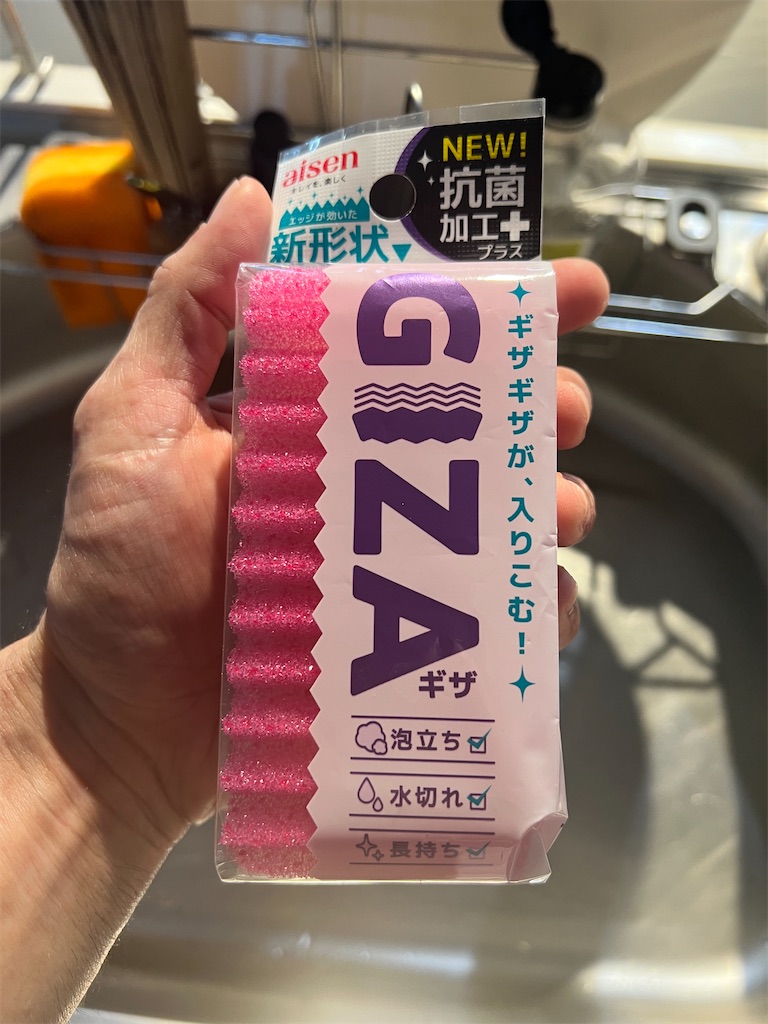 aisen
キレイを、楽しく
エッジが効いた
新形状
NEW!
抗菌
加工+
プラス
GIZA
ギザ
ギザギザが、入りこむ!
泡立ち
水切れ
長持ち